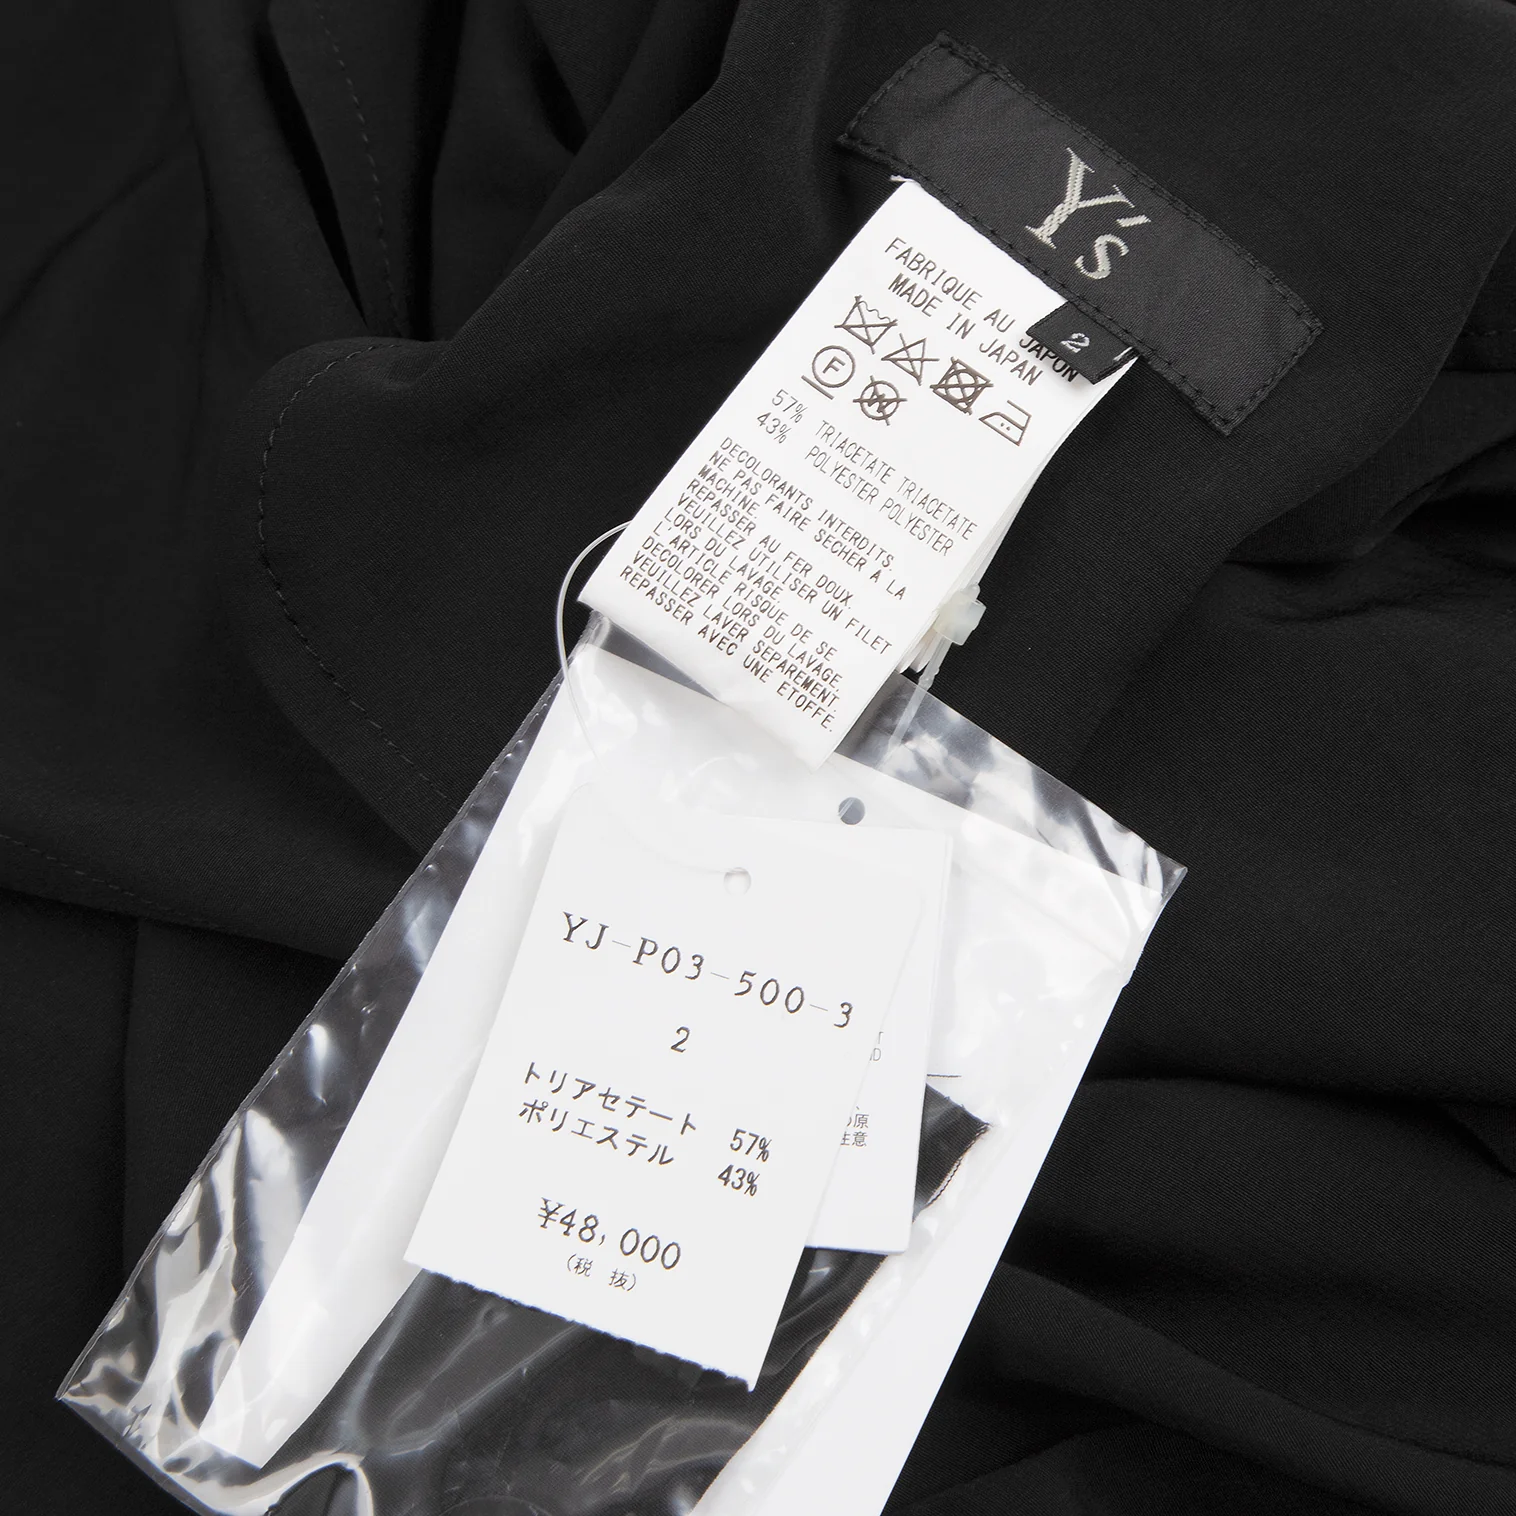 Y's
2
FABRIQUE AU JAPON
MADE IN JAPAN
F
W
57% TRIACETATE TRIACETATE
43% POLYESTER POLYESTER
DECOLORANTS INTERDITS.
NE PAS FAIRE SECHER A LA
MACHINE.
REPASSER AU FER DOUX.
VEUILLEZ UTILISER UN FILET
LORS DU LAVAGE.
L'ARTICLE RISQUE DE SE
DECOLORER LORS DU LAVAGE.
VEUILLEZ LAVER SEPAREMENT.
REPASSER AVEC UNE ETOFFE.
YJ-P03-500-3
2
トリアセテート 57%
ポリエステル 43%
¥48,000
(税 抜)
原
注意